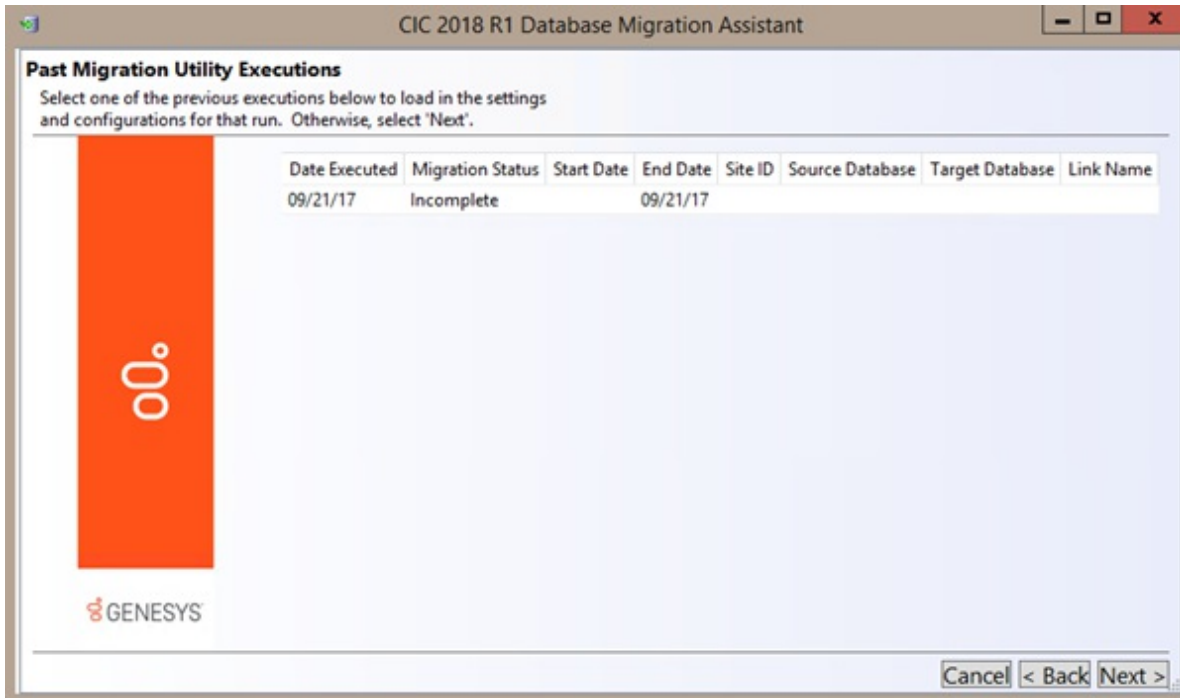 CIC 2018 R1 Database Migration Assistant
Past Migration Utility Executions
Select one of the previous executions below to load in the settings
and configurations for that run. Otherwise, select 'Next'.
Date Executed Migration Status Start Date End Date Site ID Source Database Target Database Link Name
09/21/17 Incomplete 09/21/17
GENESYS
Cancel < Back Next >